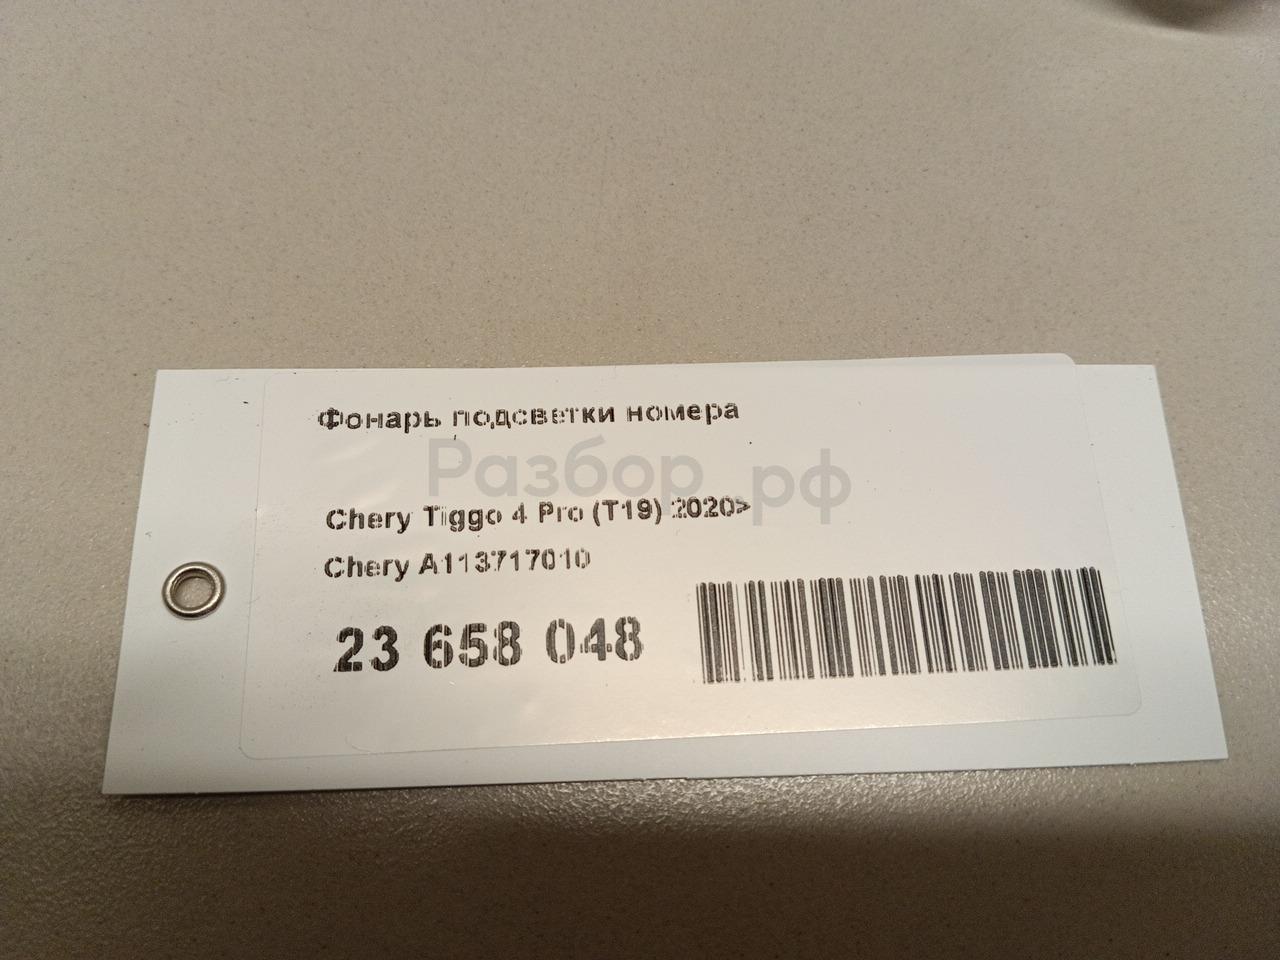 Фонарь подсветки номера
Разбор.рф
Chery Tiggo 4 Pro (T19) 2020>
Chery A113717010
23 658 048